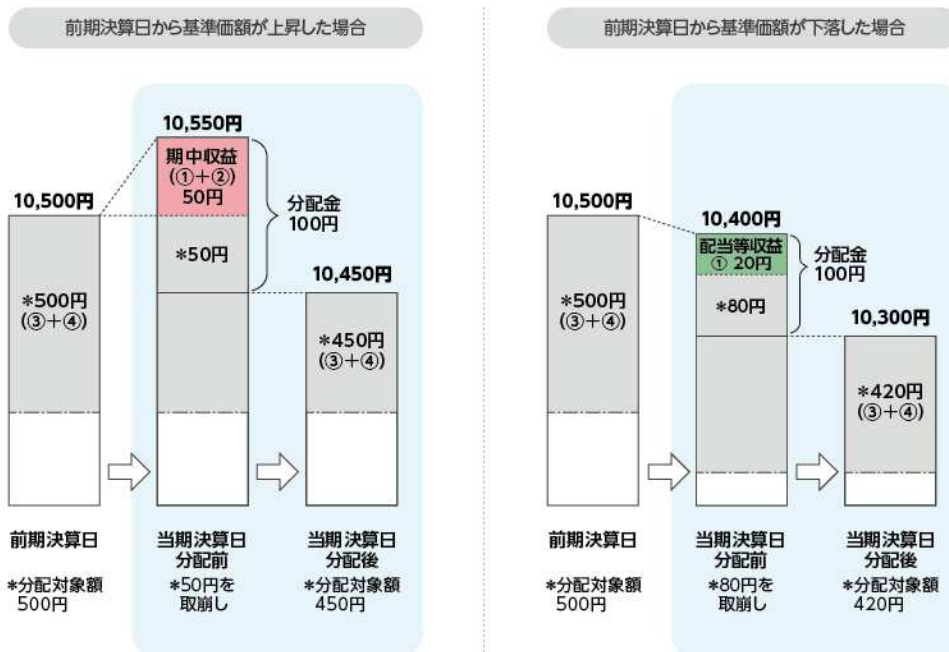 前期決算日から基準価額が上昇した場合
10,550円
期中収益
(①+②)
50円
分配金
100円
10,500円
*50円
10,450円
*500円
(③+④)
*450円
(③+④)
前期決算日
当期決算日
分配前
当期決算日
分配後
*分配対象額
500円
*50円を
取崩し
*分配対象額
450円
前期決算日から基準価額が下落した場合
10,500円
10,400円
配当等収益
① 20円
分配金
100円
*80円
10,300円
*500円
(③+④)
*420円
(③+④)
前期決算日
当期決算日
分配前
当期決算日
分配後
*分配対象額
500円
*80円を
取崩し
*分配対象額
420円